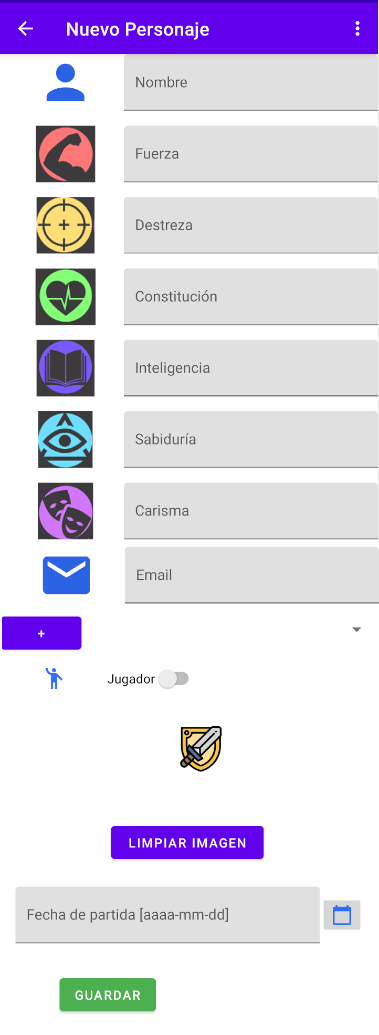 Nuevo Personaje
Nombre
Fuerza
Destreza
Constitución
Inteligencia
Sabiduría
Carisma
Email
+
Jugador
LIMPIAR IMAGEN
Fecha de partida [aaaa-mm-dd]
GUARDAR